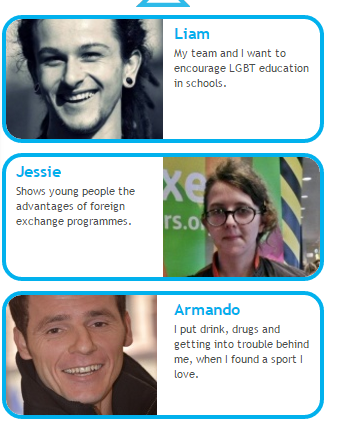 Liam
My team and I want to
encourage LGBT education
in schools.
Jessie
Shows young people the
advantages of foreign
exchange programmes.
xe
rs.o
Armando
I put drink, drugs and
getting into trouble behind
me, when I found a sport I
love.